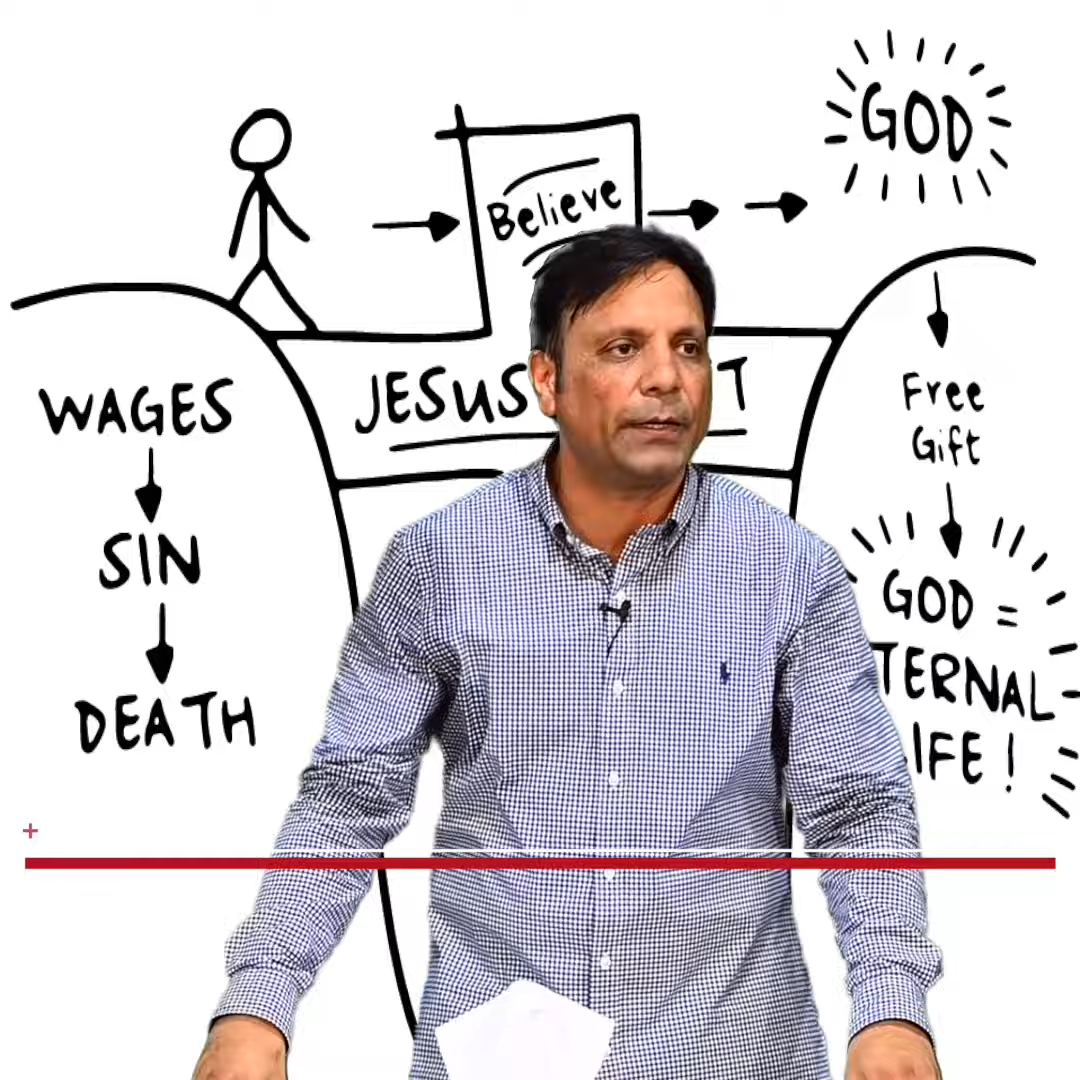 GOD
Believe
JESUS T
WAGES
SIN
DEATH
Free
Gift
GOD =
TERNAL
IFE!